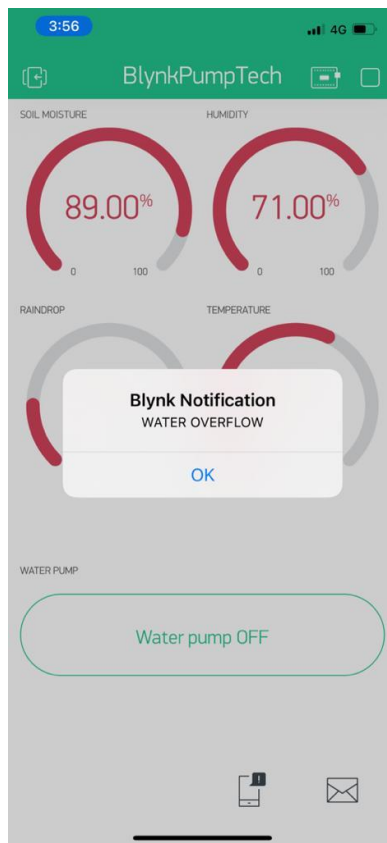 3:56
4G
BlynkPumpTech
SOIL MOISTURE
HUMIDITY
89.00%
71.00%
0
100
0
100
RAINDROP
TEMPERATURE
Blynk Notification
WATER OVERFLOW
OK
WATER PUMP
Water pump OFF